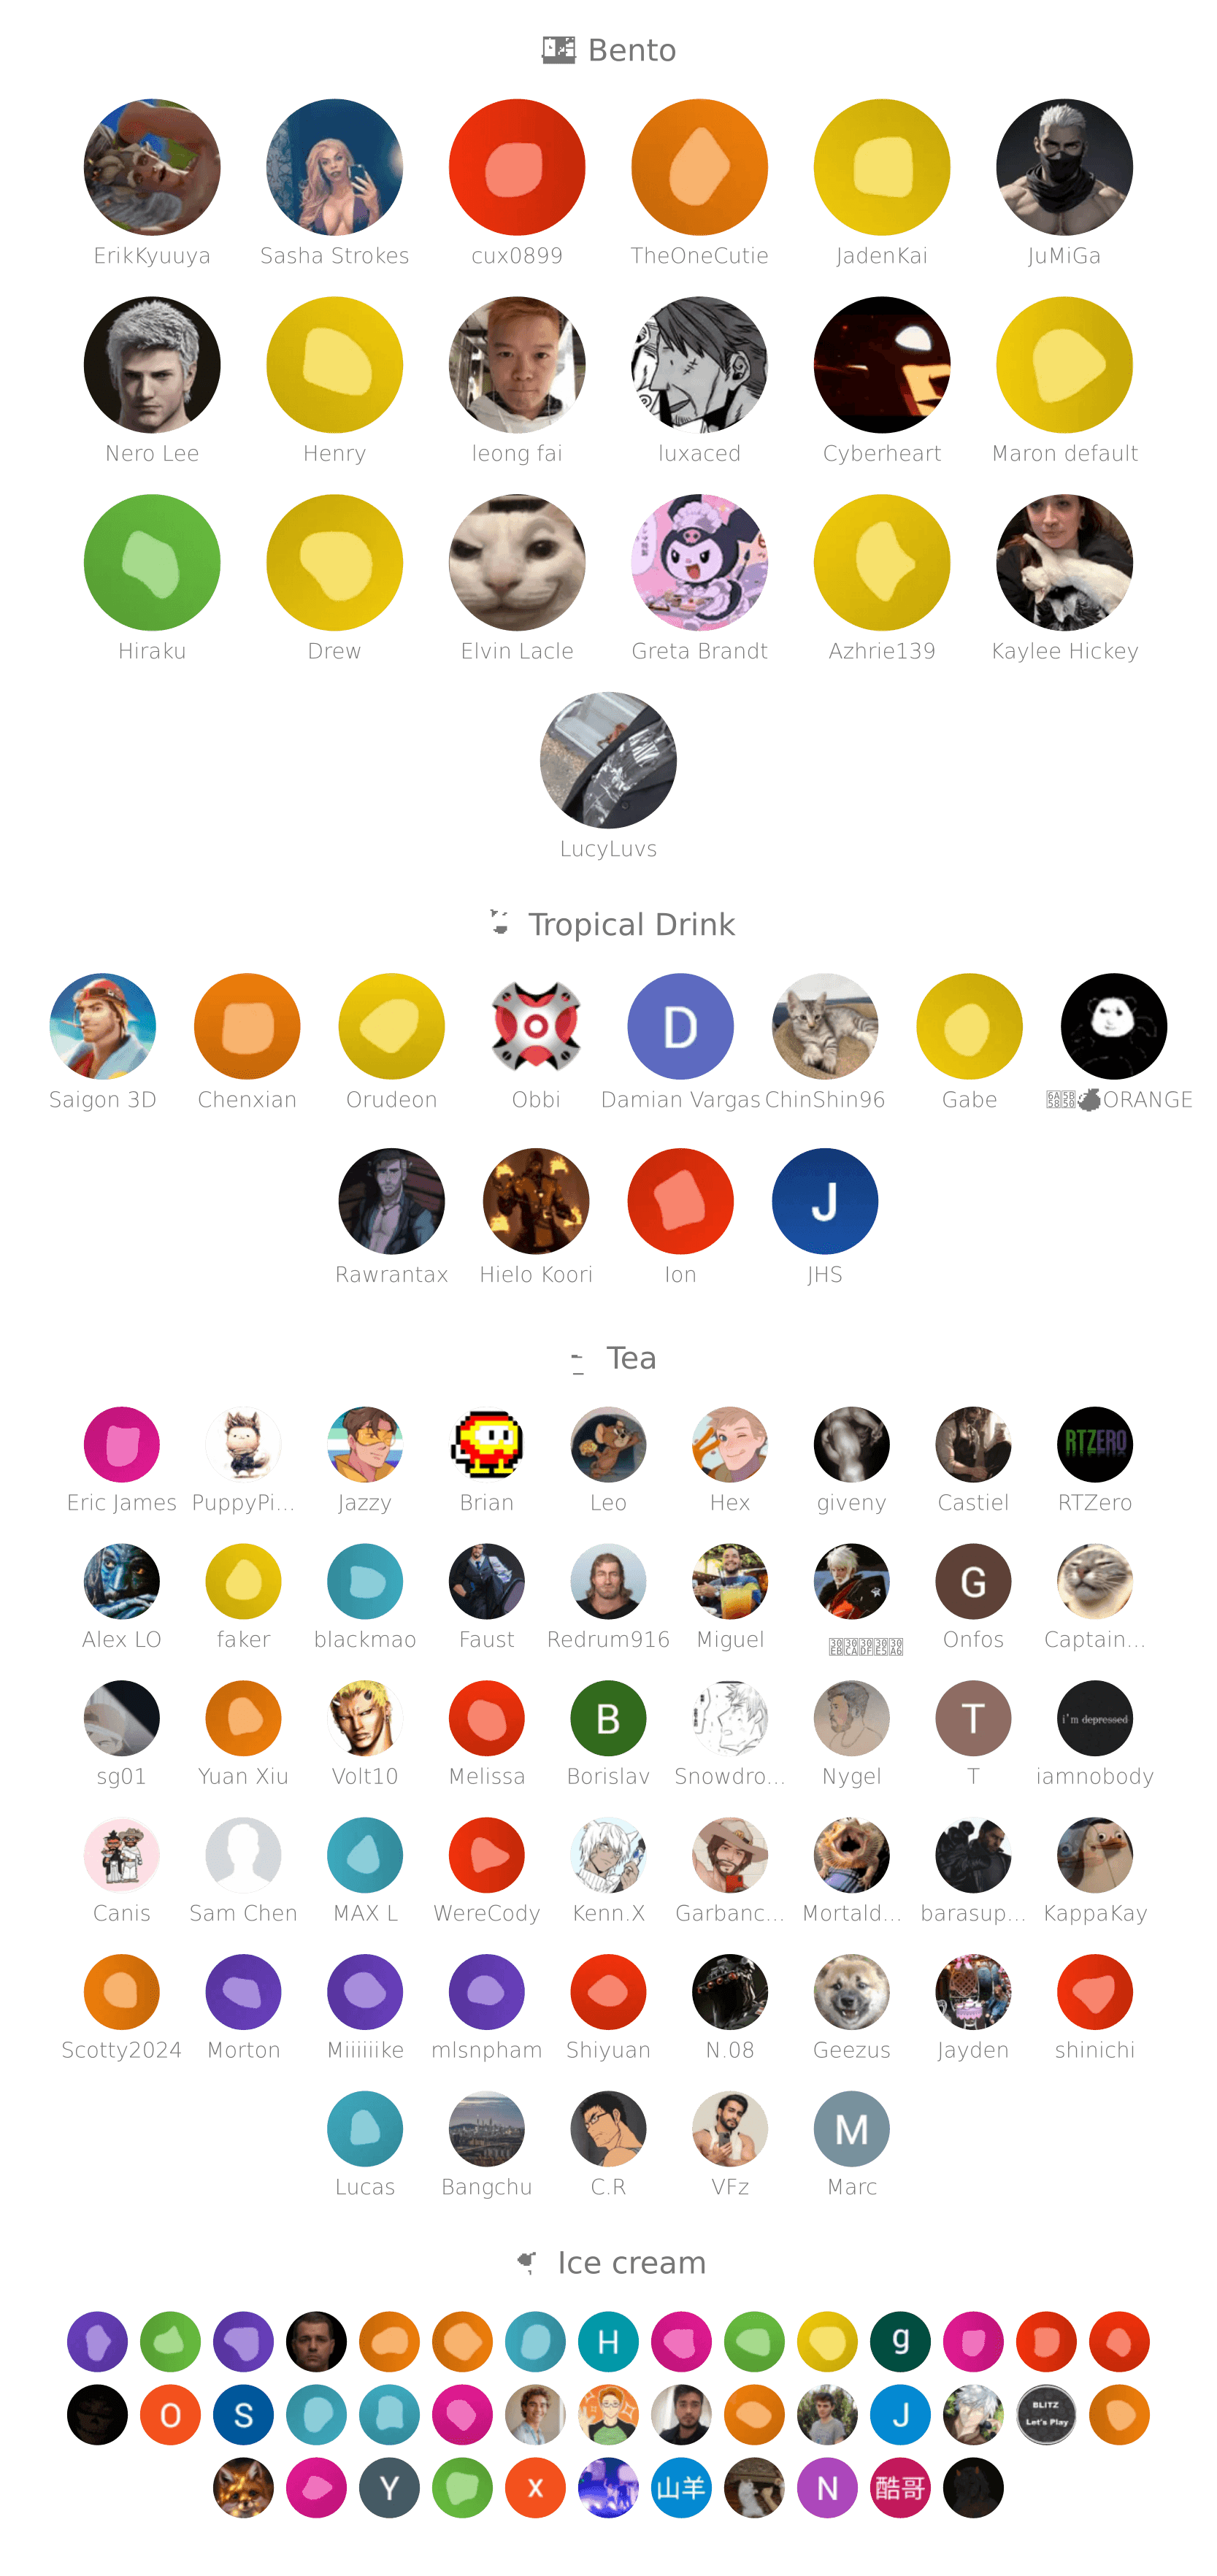 Bento
ErikKyuuya Sasha Strokes cux0899 TheOneCutie JadenKai JuMiGa
Nero Lee Henry leong fai luxaced Cyberheart Maron default
Hiraku Drew Elvin Lacle Greta Brandt Azhrie139 Kaylee Hickey
LucyLuvs
Tropical Drink
D
Saigon 3D Chenxian Orudeon Obbi Damian Vargas ChinShin96 Gabe ORANGE
J
Rawrantax Hielo Koori Ion JHS
Tea
RTZERO
Eric James PuppyPi... Jazzy Brian Leo Hex giveny Castiel RTZero
G
Alex LO faker blackmao Faust Redrum916 Miguel Onfos Captain...
B T i'm depressed
sg01 Yuan Xiu Volt10 Melissa Borislav Snowdro... Nygel T iamnobody
Canis Sam Chen MAX L WereCody Kenn.X Garbanc... Mortald... barasup... KappaKay
Scotty2024 Morton Miiiiiike mlsnpham Shiyuan N.08 Geezus Jayden shinichi
M
Lucas Bangchu C.R VFz Marc
Ice cream
H g
O S J BLITZ
Let's Play
Y x 山羊 N 酷哥